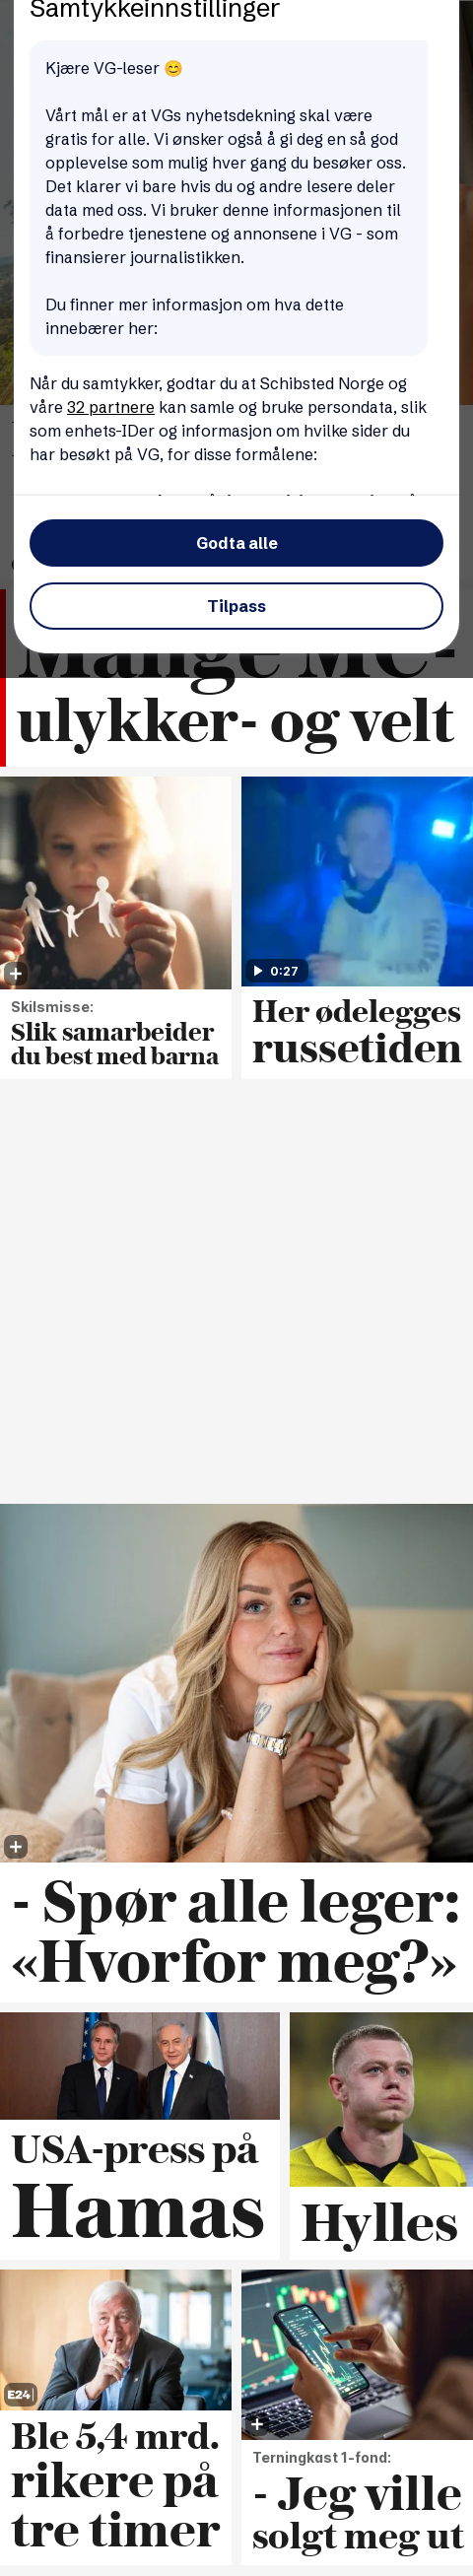 Samtykkeinnstillinger
Kjære VG-leser 😊
Vårt mål er at VGs nyhetsdekning skal være
gratis for alle. Vi ønsker også å gi deg en så god
opplevelse som mulig hver gang du besøker oss.
Det klarer vi bare hvis du og andre lesere deler
data med oss. Vi bruker denne informasjonen til
å forbedre tjenestene og annonsene i VG - som
finansierer journalistikken.
Du finner mer informasjon om hva dette
innebærer her:
Når du samtykker, godtar du at Schibsted Norge og
våre 32 partnere kan samle og bruke persondata, slik
som enhets-IDer og informasjon om hvilke sider du
har besøkt på VG, for disse formålene:
Godta alle
Tilpass
Mange MC-
ulykker- og velt
0:27
Skilsmisse:
Slik samarbeider
du best med barna
Her ødelegges
russetiden
- Spør alle leger:
«Hvorfor meg?»
USA-press på
Hamas
Hylles
E24
Ble 5,4 mrd.
rikere på
tre timer
Terningkast 1-fond:
- Jeg ville
solgt meg ut